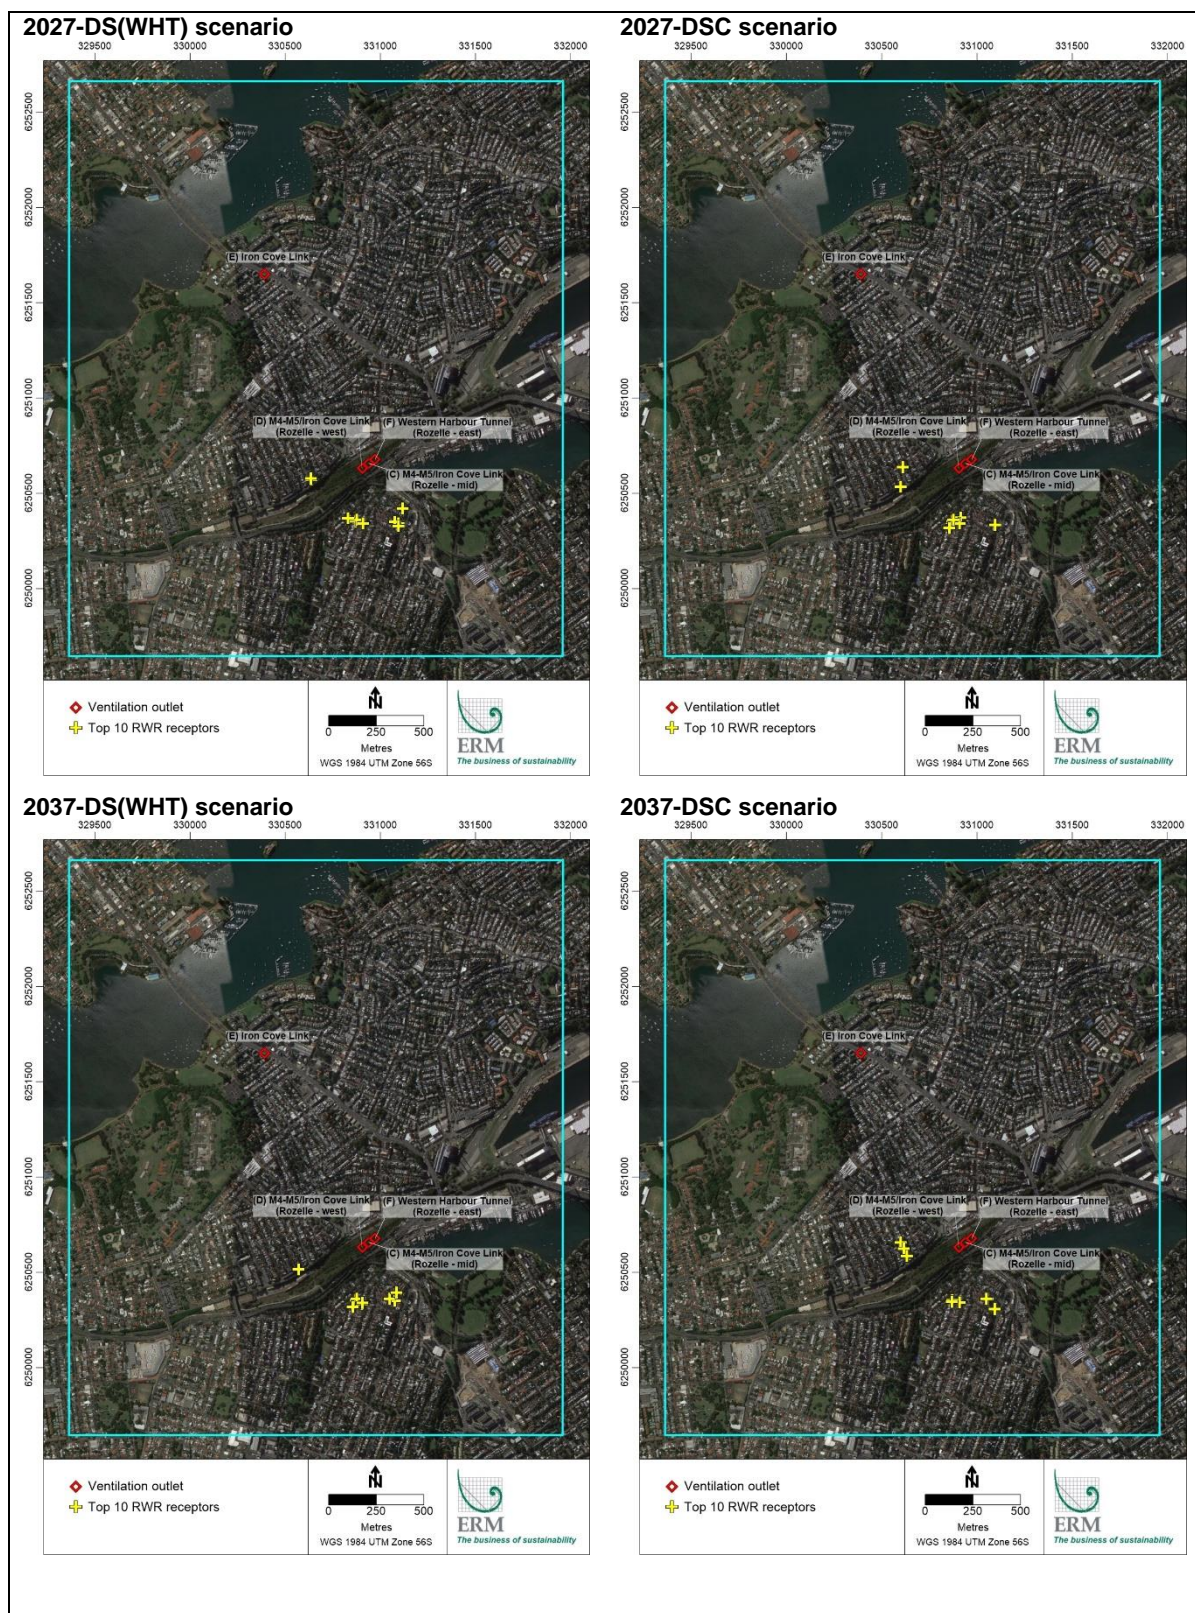 2027-DS(WHT) scenario
329500 330000 330500 331000 331500 332000
6252500
6252000
6251500
6251000
6250500
6250000
(E) Iron Cove Link
(D) M4-M5/Iron Cove Link
(Rozelle - west)
(F) Western Harbour Tunnel
(Rozelle - east)
(C) M4-M5/Iron Cove Link
(Rozelle - mid)
Ventilation outlet
Top 10 RWR receptors
N
0 250 500
Metres
WGS 1984 UTM Zone 56S
ERM
The business of sustainability
2027-DSC scenario
329500 330000 330500 331000 331500 332000
6252500
6252000
6251500
6251000
6250500
6250000
(E) Iron Cove Link
(D) M4-M5/Iron Cove Link
(Rozelle - west)
(F) Western Harbour Tunnel
(Rozelle - east)
(C) M4-M5/Iron Cove Link
(Rozelle - mid)
Ventilation outlet
Top 10 RWR receptors
N
0 250 500
Metres
WGS 1984 UTM Zone 56S
ERM
The business of sustainability
2037-DS(WHT) scenario
329500 330000 330500 331000 331500 332000
6252500
6252000
6251500
6251000
6250500
6250000
(E) Iron Cove Link
(D) M4-M5/Iron Cove Link
(Rozelle - west)
(F) Western Harbour Tunnel
(Rozelle - east)
(C) M4-M5/Iron Cove Link
(Rozelle - mid)
Ventilation outlet
Top 10 RWR receptors
N
0 250 500
Metres
WGS 1984 UTM Zone 56S
ERM
The business of sustainability
2037-DSC scenario
329500 330000 330500 331000 331500 332000
6252500
6252000
6251500
6251000
6250500
6250000
(E) Iron Cove Link
(D) M4-M5/Iron Cove Link
(Rozelle - west)
(F) Western Harbour Tunnel
(Rozelle - east)
(C) M4-M5/Iron Cove Link
(Rozelle - mid)
Ventilation outlet
Top 10 RWR receptors
N
0 250 500
Metres
WGS 1984 UTM Zone 56S
ERM
The business of sustainability